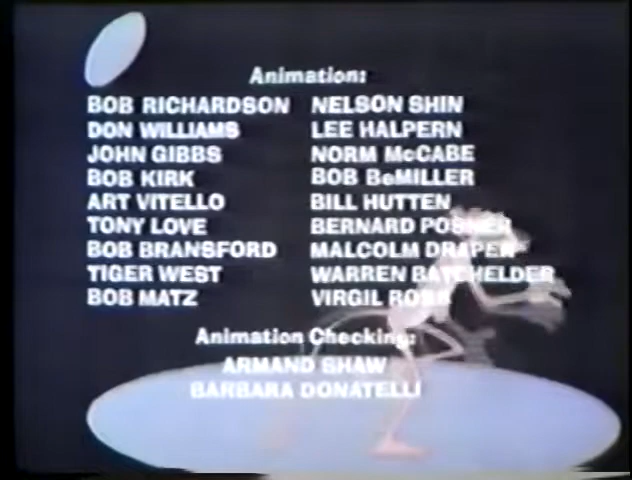 Animation:
BOB RICHARDSON NELSON SHIN
DON WILLIAMS LEE HALPERN
JOHN GIBBS NORM McCABE
BOB KIRK BOB BeMILLER
ART VITELLO BILL HUTTEN
TONY LOVE BERNARD POSNER
BOB BRANSFORD MALCOLM DRAPER
TIGER WEST WARREN BATCHELDER
BOB MATZ VIRGIL ROSS
Animation Checking:
ARMAND SHAW
BARBARA DONATELLI